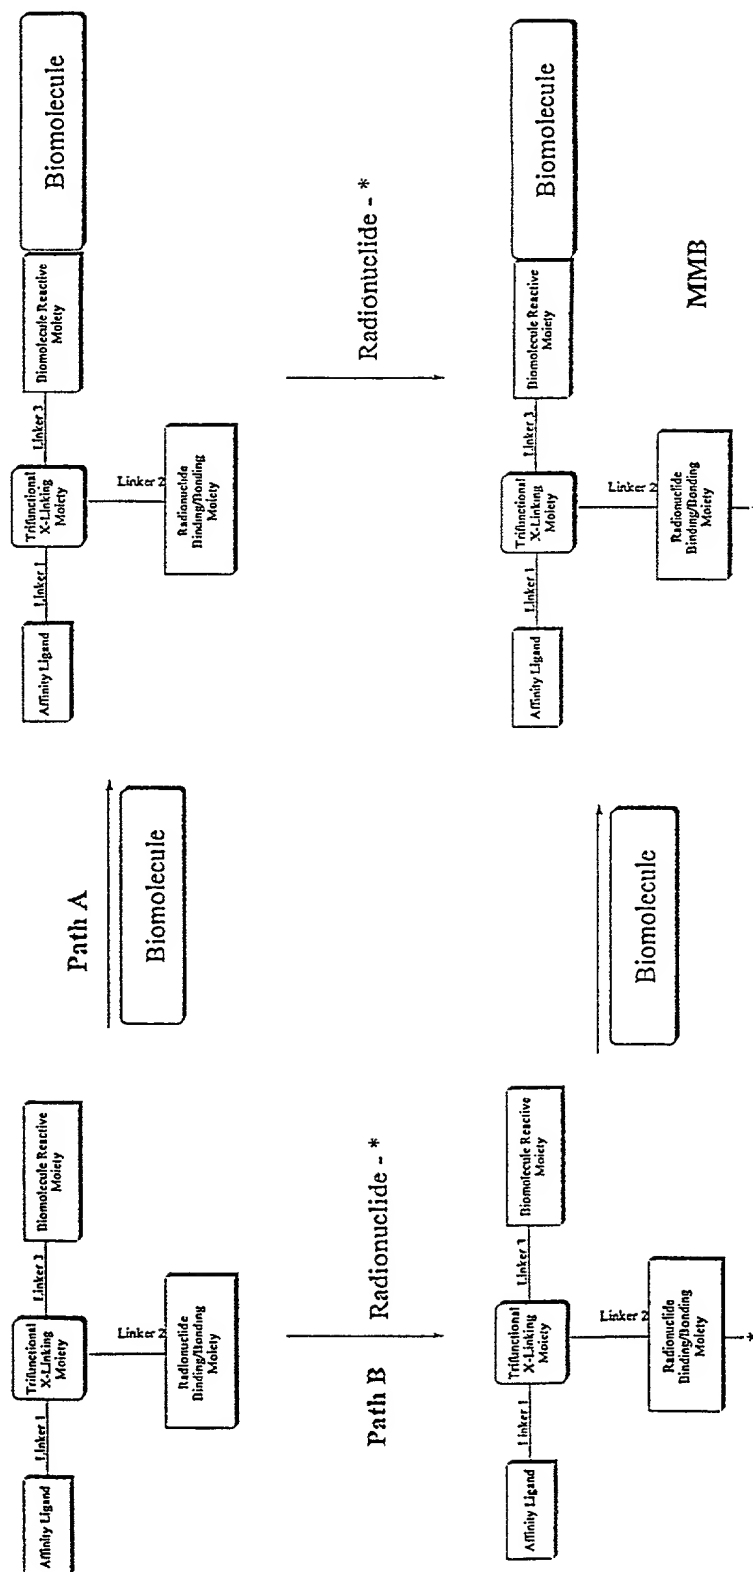 Affinity Ligand
Linker 1
Trifunctional
X-Linking
Moiety
Linker 3
Biomolecule Reactive
Moiety
Linker 2
Radionuclide
Binding/Bonding
Moiety
Path A
Biomolecule
Affinity Ligand
Linker 1
Trifunctional
X-Linking
Moiety
Linker 3
Biomolecule Reactive
Moiety
Biomolecule
Linker 2
Radionuclide
Binding/Bonding
Moiety
Path B
Radionuclide - *
Radionuclide - *
Affinity Ligand
Linker 1
Trifunctional
X-Linking
Moiety
Linker 3
Biomolecule Reactive
Moiety
Linker 2
Radionuclide
Binding/Bonding
Moiety
*
Biomolecule
Affinity Ligand
Linker 1
Trifunctional
X-Linking
Moiety
Linker 3
Biomolecule Reactive
Moiety
Biomolecule
Linker 2
Radionuclide
Binding/Bonding
Moiety
*
MMB